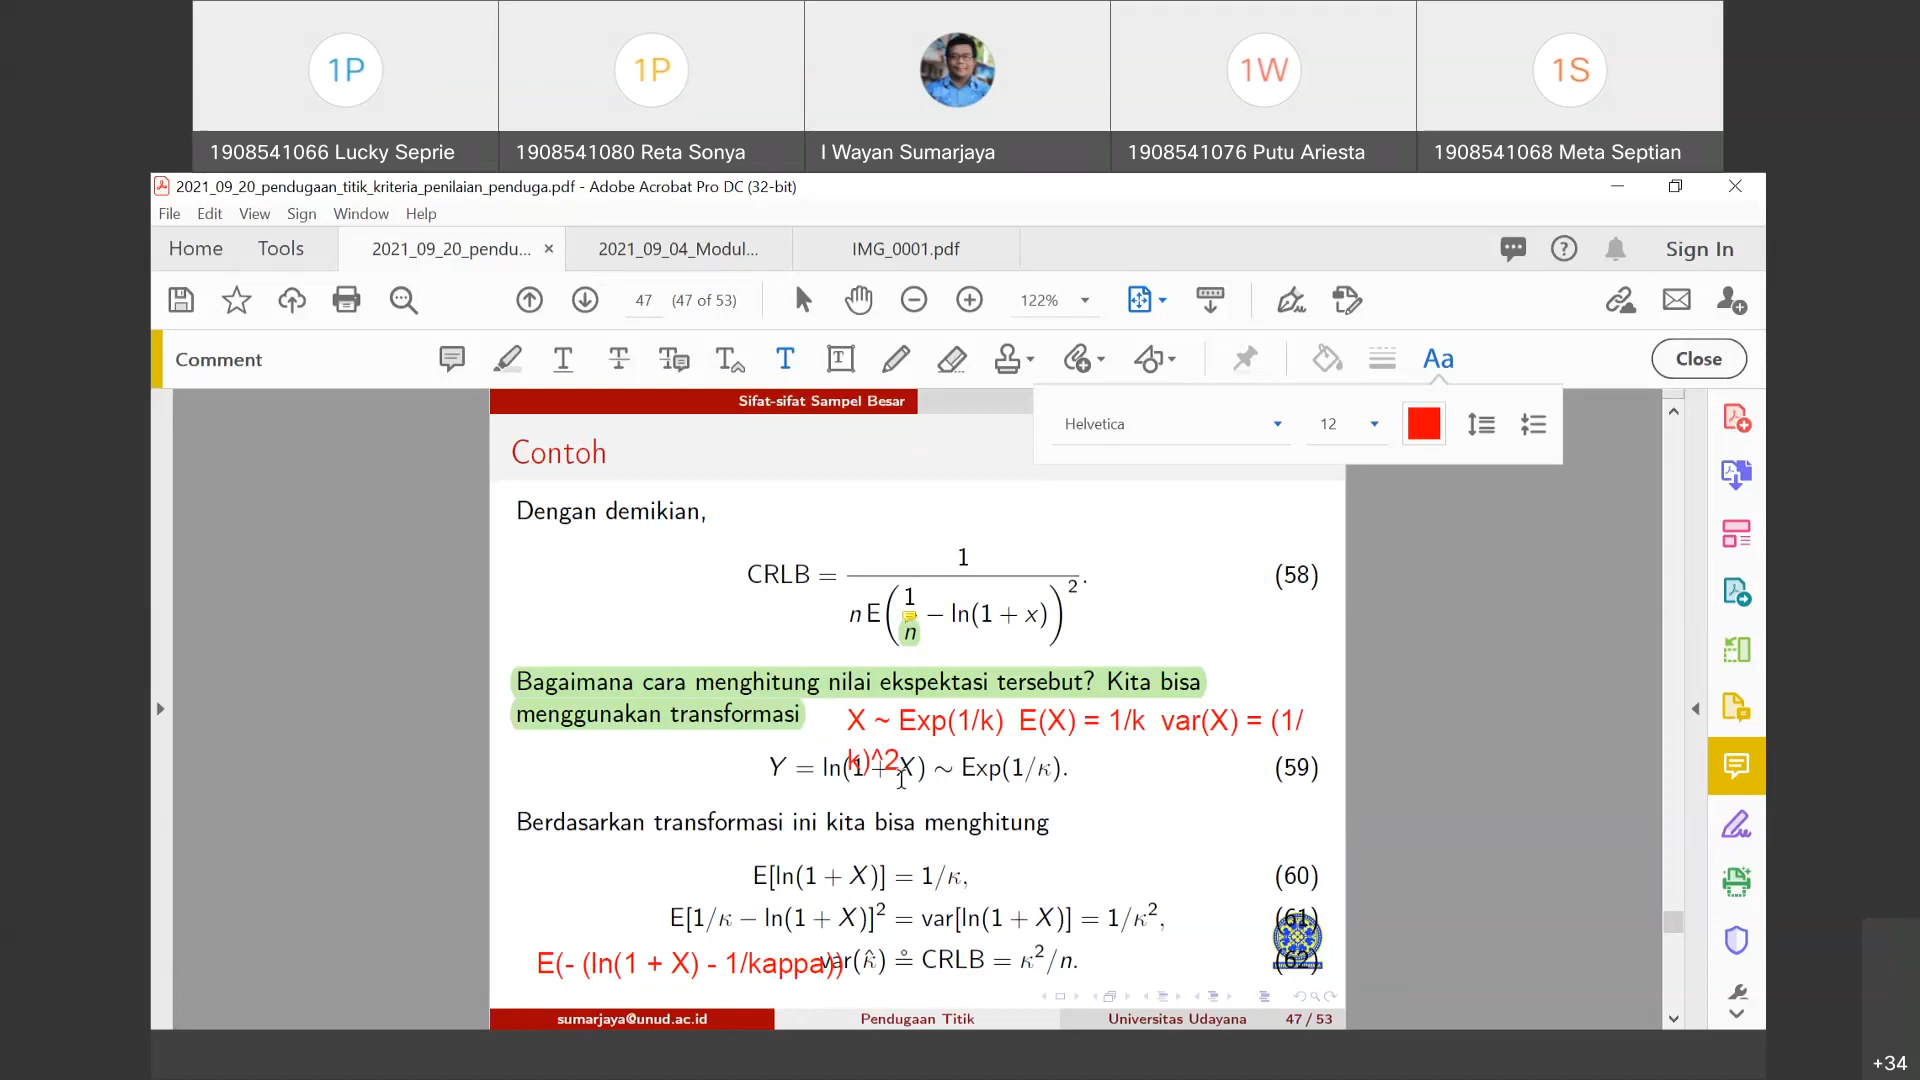 1P
1P
1W
1S
1908541066 Lucky Seprie
1908541080 Reta Sonya
I Wayan Sumarjaya
1908541076 Putu Ariesta
1908541068 Meta Septian
2021_09_20_pendugaan_titik_kriteria_penilaian_penduga.pdf - Adobe Acrobat Pro DC (32-bit)
File Edit View Sign Window Help
Home Tools 2021_09_20_pendu... × 2021_09_04_Modul... IMG_0001.pdf Sign In
47 (47 of 53) 122%
Comment Aa Close
Helvetica 12
Sifat-sifat Sampel Besar
Contoh
Dengan demikian,
CRLB = 1 / n E(1/n − ln(1 + x))². (58)
Bagaimana cara menghitung nilai ekspektasi tersebut? Kita bisa
menggunakan transformasi
X ~ Exp(1/k) E(X) = 1/k var(X) = (1/
k)^2
Y = ln(1 + X) ∼ Exp(1/κ). (59)
Berdasarkan transformasi ini kita bisa menghitung
E[ln(1 + X)] = 1/κ, (60)
E[1/κ − ln(1 + X)]² = var[ln(1 + X)] = 1/κ², (61)
E(- (ln(1 + X) - 1/kappa))
var(κ̂) ≗ CRLB = κ²/n. (62)
sumarjaya@unud.ac.id Pendugaan Titik Universitas Udayana 47 / 53
+34